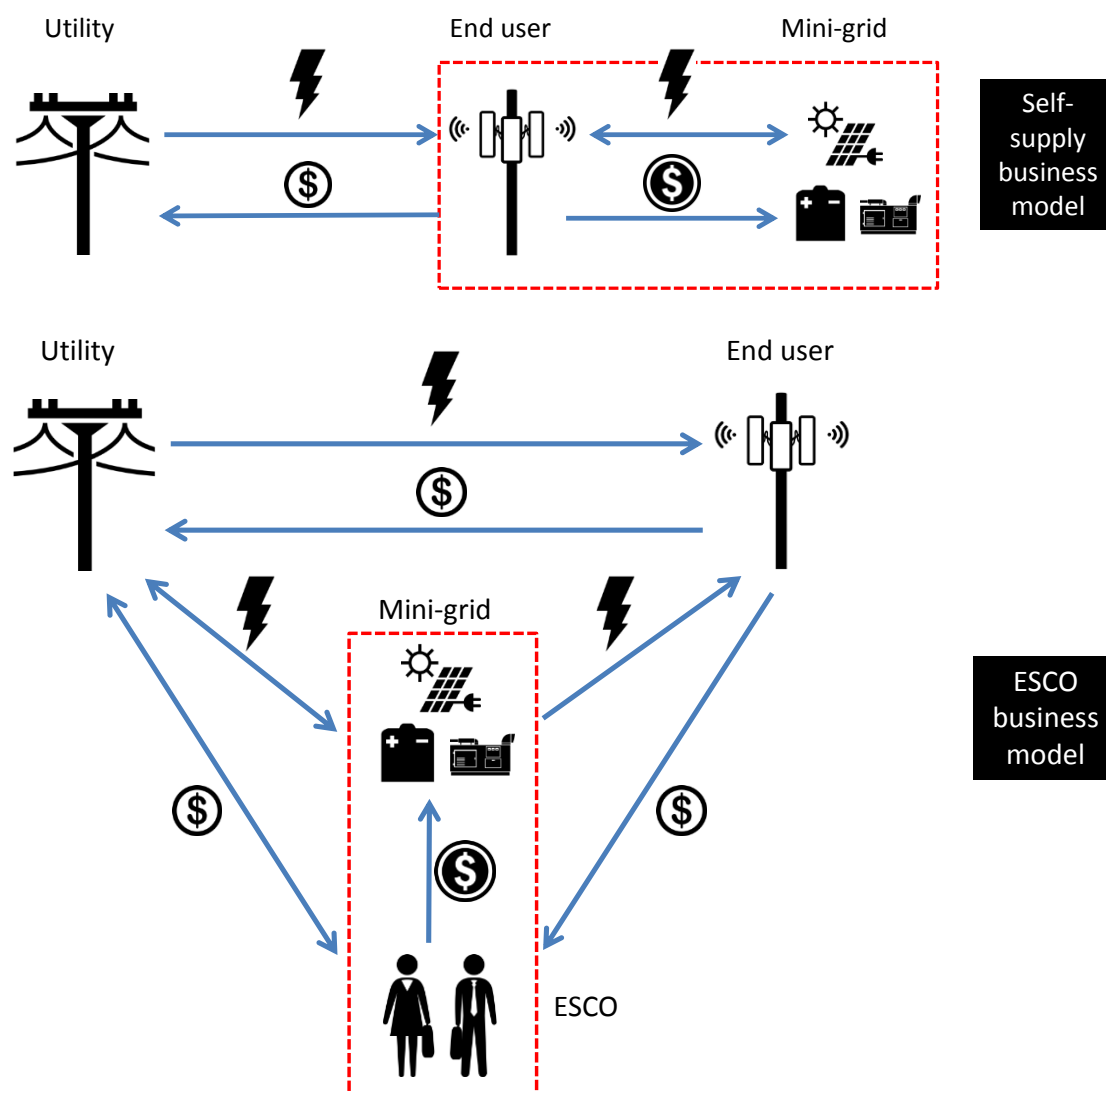 Utility
End user
Mini-grid
Self-
supply
business
model
$
$
Utility
End user
$
Mini-grid
ESCO
business
model
$
$
$
ESCO